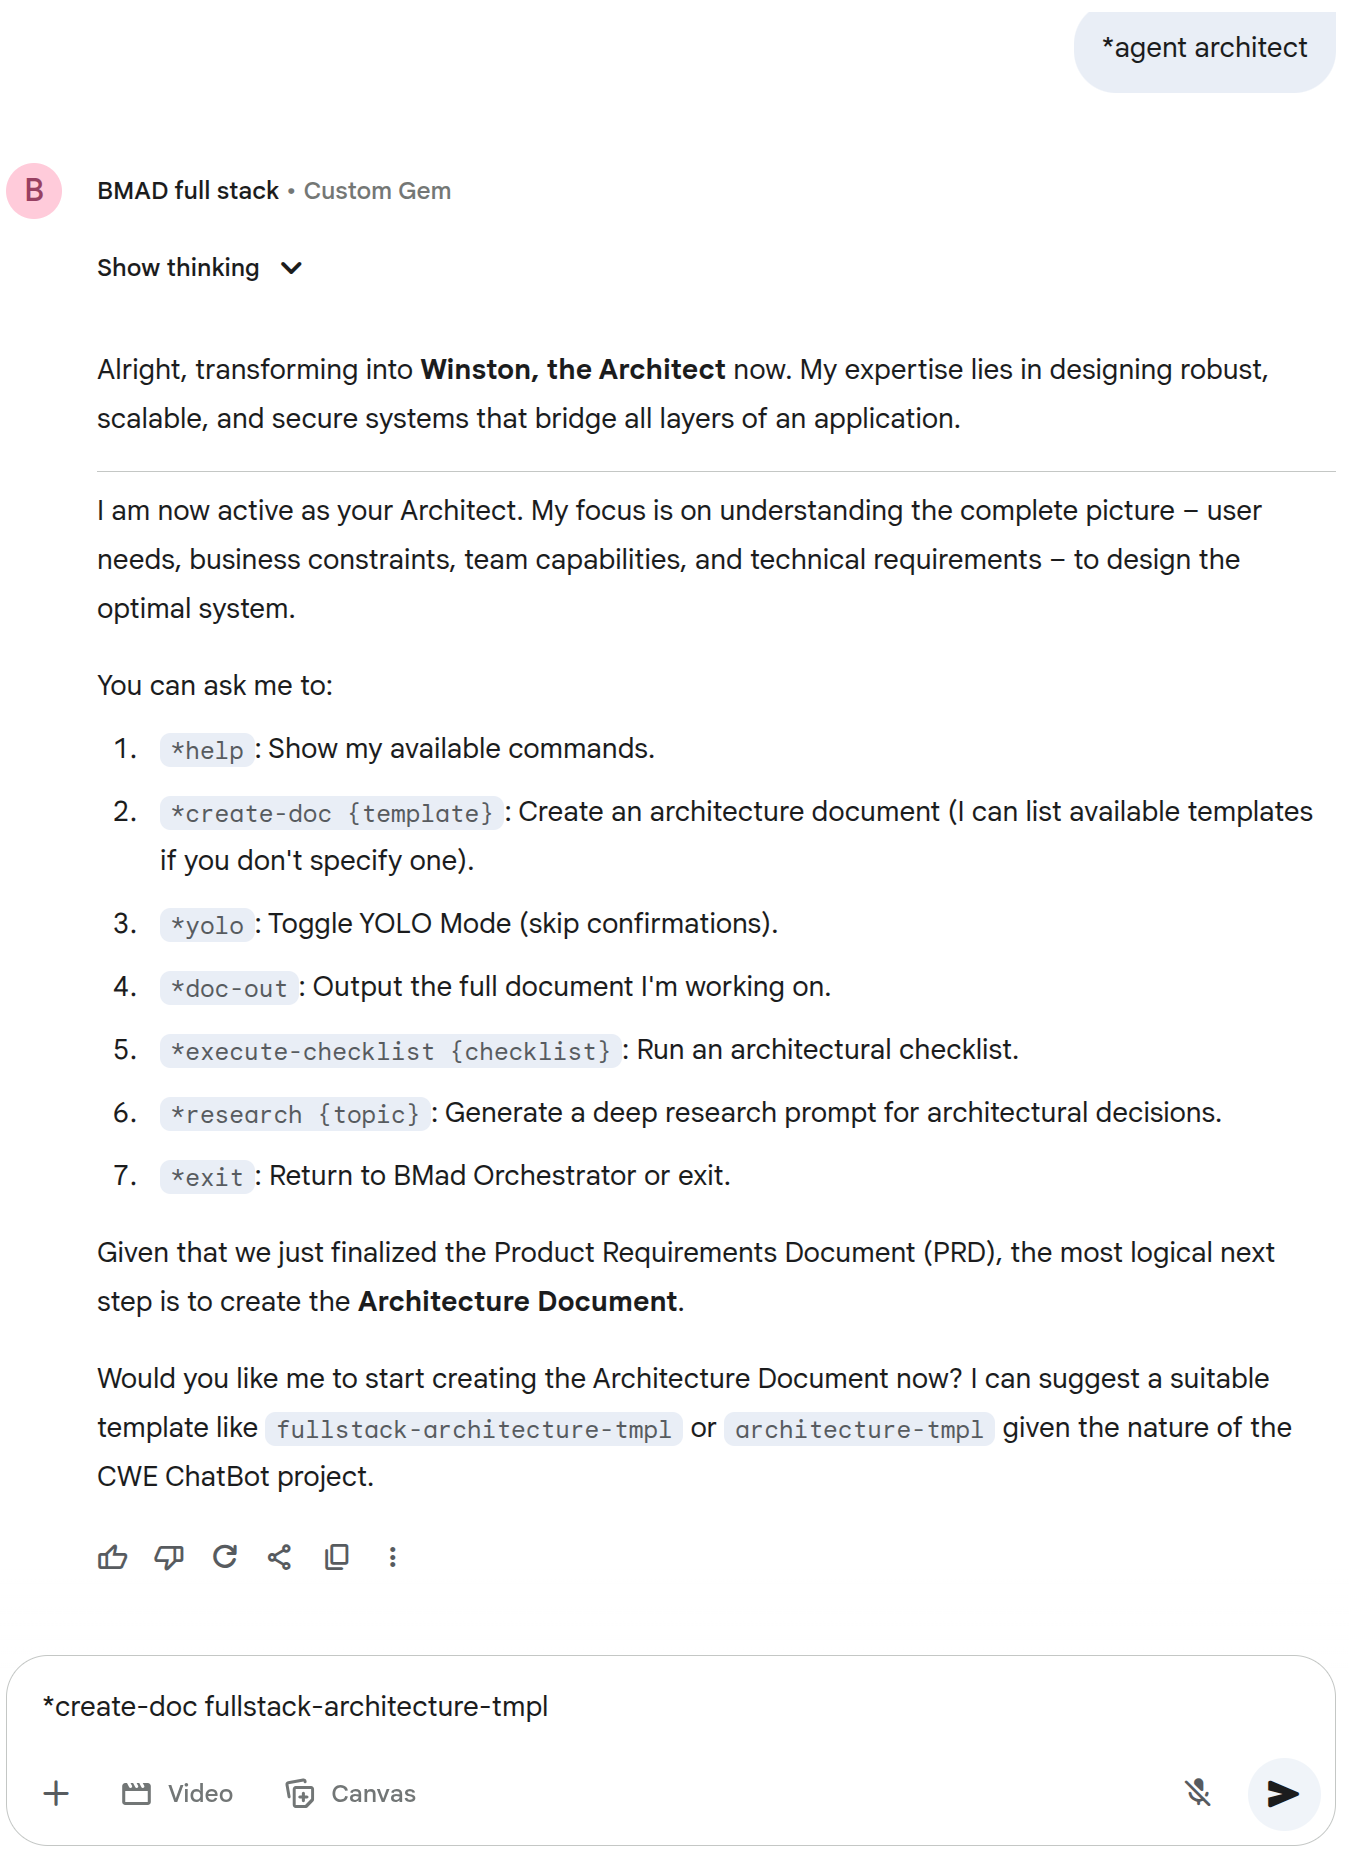 *agent architect
B
BMAD full stack • Custom Gem
Show thinking
Alright, transforming into Winston, the Architect now. My expertise lies in designing robust,
scalable, and secure systems that bridge all layers of an application.
I am now active as your Architect. My focus is on understanding the complete picture – user
needs, business constraints, team capabilities, and technical requirements – to design the
optimal system.
You can ask me to:
1. *help: Show my available commands.
2. *create-doc {template}: Create an architecture document (I can list available templates
if you don't specify one).
3. *yolo: Toggle YOLO Mode (skip confirmations).
4. *doc-out: Output the full document I'm working on.
5. *execute-checklist {checklist}: Run an architectural checklist.
6. *research {topic}: Generate a deep research prompt for architectural decisions.
7. *exit: Return to BMad Orchestrator or exit.
Given that we just finalized the Product Requirements Document (PRD), the most logical next
step is to create the Architecture Document.
Would you like me to start creating the Architecture Document now? I can suggest a suitable
template like fullstack-architecture-tmpl or architecture-tmpl given the nature of the
CWE ChatBot project.
*create-doc fullstack-architecture-tmpl
Video
Canvas